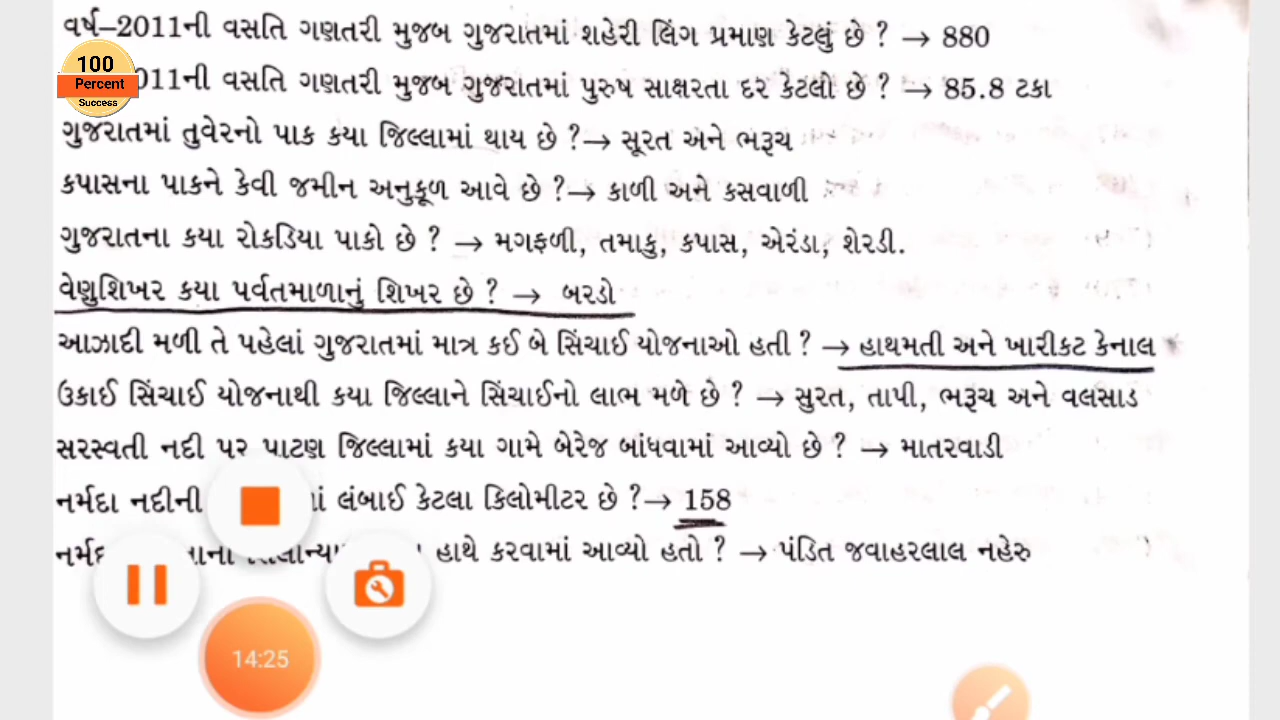 વર્ષ–2011ની વસતિ ગણતરી મુજબ ગુજરાતમાં શહેરી લિંગ પ્રમાણ કેટલું છે ? → 880
100
Percent
Success
2011ની વસતિ ગણતરી મુજબ ગુજરાતમાં પુરુષ સાક્ષરતા દર કેટલો છે ? → 85.8 ટકા
ગુજરાતમાં તુવેરનો પાક કયા જિલ્લામાં થાય છે ?→ સૂરત અને ભરૂચ
કપાસના પાકને કેવી જમીન અનુકૂળ આવે છે ?→ કાળી અને કસવાળી
ગુજરાતના કયા રોકડિયા પાકો છે ? → મગફળી, તમાકુ, કપાસ, એરંડા, શેરડી.
વેણુશિખર કયા પર્વતમાળાનું શિખર છે ? → બરડો
આઝાદી મળી તે પહેલાં ગુજરાતમાં માત્ર કઈ બે સિંચાઈ યોજનાઓ હતી ? → હાથમતી અને ખારીકટ કેનાલ
ઉકાઈ સિંચાઈ યોજનાથી કયા જિલ્લાને સિંચાઈનો લાભ મળે છે ? → સુરત, તાપી, ભરૂચ અને વલસાડ
સરસ્વતી નદી પર પાટણ જિલ્લામાં કયા ગામે બેરેજ બાંધવામાં આવ્યો છે ? → માતરવાડી
નર્મદા નદીની લંબાઈ કેટલા કિલોમીટર છે ?→ 158
હાથે કરવામાં આવ્યો હતો ? → પંડિત જવાહરલાલ નહેરુ
14:25